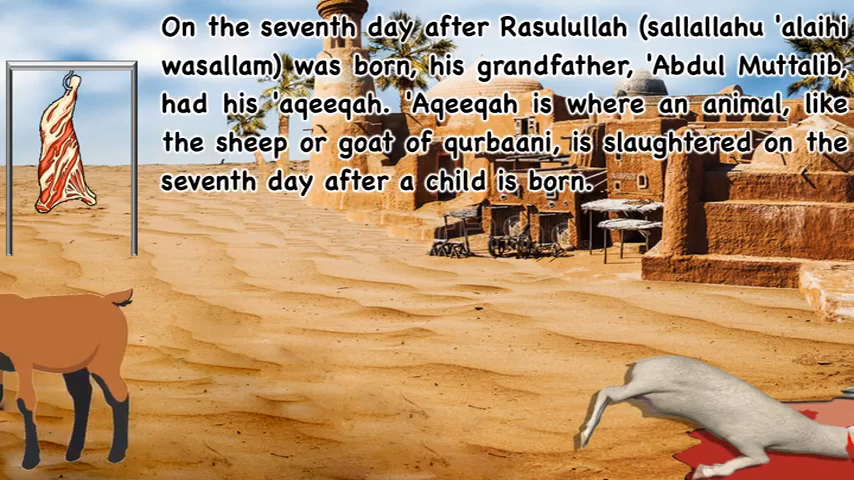 On the seventh day after Rasulullah (sallallahu 'alaihi
wasallam) was born, his grandfather, 'Abdul Muttalib,
had his 'aqeeqah. 'Aqeeqah is where an animal, like
the sheep or goat of qurbaani, is slaughtered on the
seventh day after a child is born.